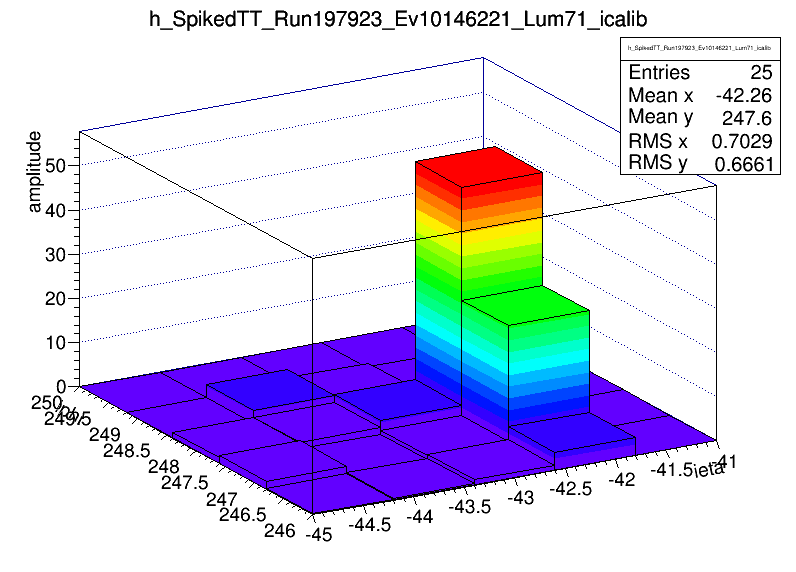 h_SpikedTT_Run197923_Ev10146221_Lum71_icalib
h_SpikedTT_Run197923_Ev10146221_Lum71_icalib
Entries 25
Mean x -42.26
Mean y 247.6
RMS x 0.7029
RMS y 0.6661
amplitude
50
40
30
20
10
0
250
249.5
249
248.5
248
247.5
247
246.5
246
-45
-44.5
-44
-43.5
-43
-42.5
-42
-41.5
-41
ieta